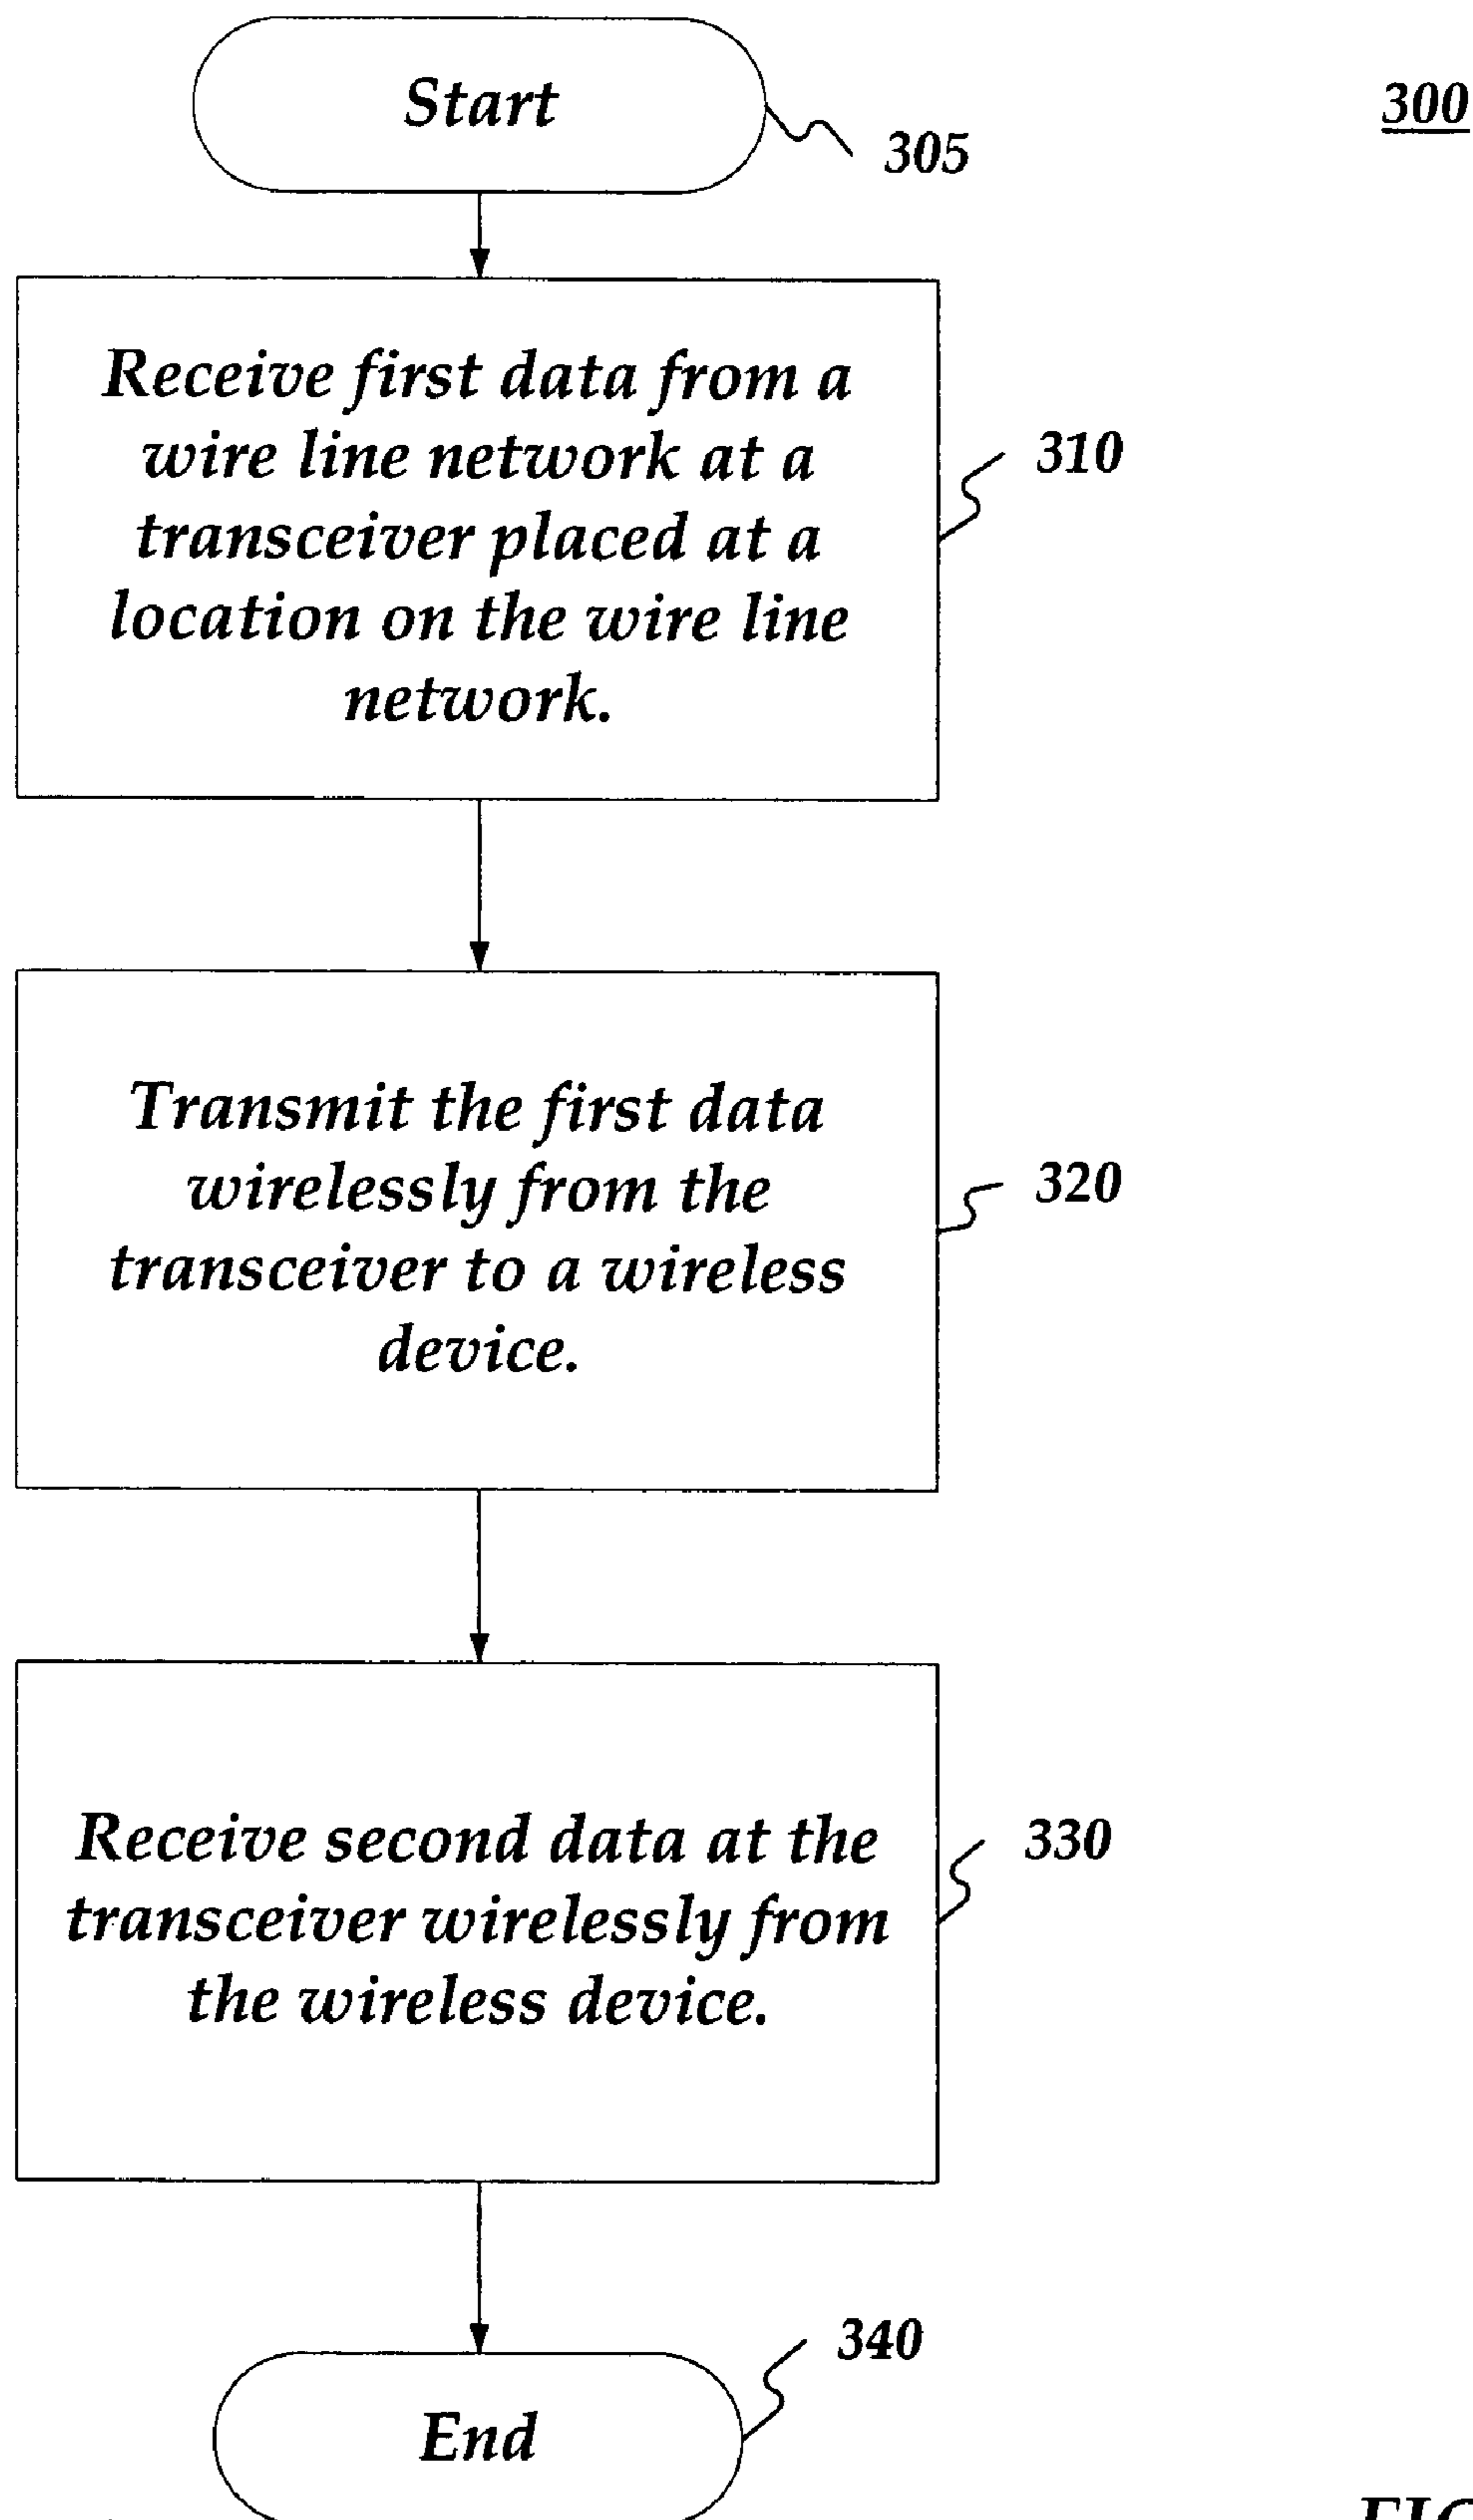 Start
300
305
Receive first data from a
wire line network at a
transceiver placed at a
location on the wire line
network.
310
Transmit the first data
wirelessly from the
transceiver to a wireless
device.
320
Receive second data at the
transceiver wirelessly from
the wireless device.
330
340
End